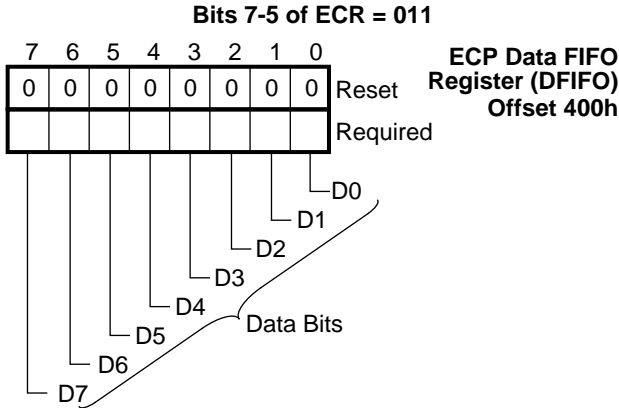 Bits 7-5 of ECR = 011
7 6 5 4 3 2 1 0
ECP Data FIFO
Register (DFIFO)
Offset 400h
0 0 0 0 0 0 0 0 Reset
Required
D0
D1
D2
D3
D4
Data Bits
D5
D6
D7